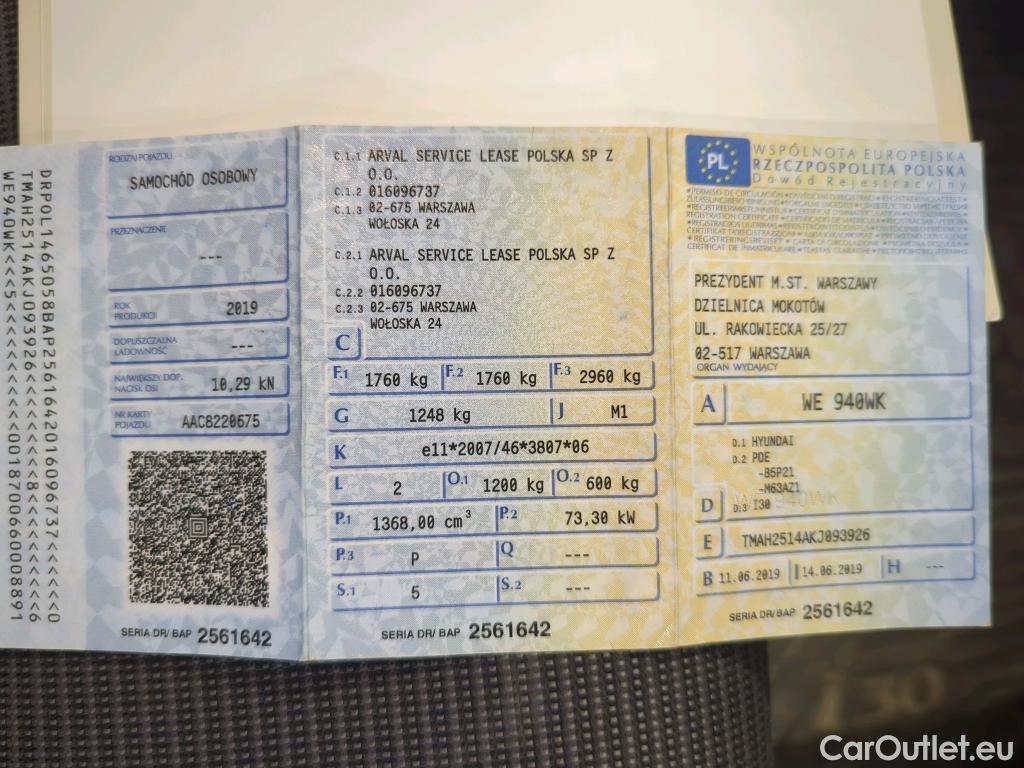 DRPOL1465058BAP2561642016096737<<<<<0
TMAH2514AKJ093926<<<<<<8<<<<<<<<<<<6
RODZAJ POJAZDU
SAMOCHÓD OSOBOWY
PRZEZNACZENIE
---
ROK PRODUKCJI
2019
DOPUSZCZALNA ŁADOWNOŚĆ
---
NAJWIĘKSZY DOP. NACISK OSI
10,29 kN
NR KARTY POJAZDU
AAC8220675
SERIA DR/BAP 2561642
C.1.1 ARVAL SERVICE LEASE POLSKA SP Z
O.O.
C.1.2 016096737
C.1.3 02-675 WARSZAWA
WOŁOSKA 24
C.2.1 ARVAL SERVICE LEASE POLSKA SP Z
O.O.
C.2.2 016096737
C.2.3 02-675 WARSZAWA
WOŁOSKA 24
C
F.1 1760 kg F.2 1760 kg F.3 2960 kg
G 1248 kg J M1
K e11*2007/46*3807*06
L 2 O.1 1200 kg O.2 600 kg
P.1 1368,00 cm³ P.2 73,30 kW
P.3 P Q ---
S.1 5 S.2 ---
SERIA DR/BAP 2561642
PL
WSPÓLNOTA EUROPEJSKA
RZECZPOSPOLITA POLSKA
Dowód Rejestracyjny
PREZYDENT M.ST. WARSZAWY
DZIELNICA MOKOTÓW
UL. RAKOWIECKA 25/27
02-517 WARSZAWA
ORGAN WYDAJĄCY
A WE 940WK
D.1 HYUNDAI
D.2 PDE
-B5P21
-M63AZ1
D D.3 I30
E TMAH2514AKJ093926
B 11.06.2019 I 14.06.2019 H ---
SERIA DR/BAP 2561642
i30
CarOutlet.eu